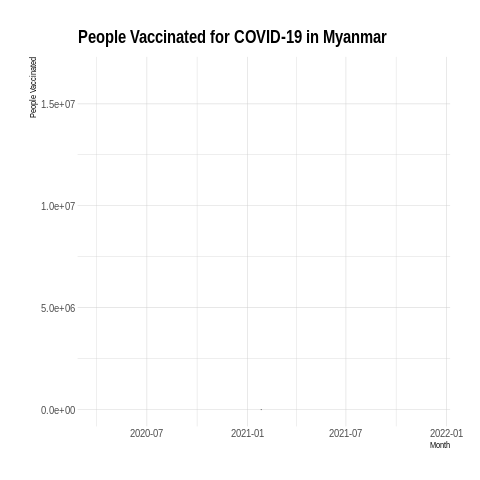 People Vaccinated for COVID-19 in Myanmar
People Vaccinated
1.5e+07
1.0e+07
5.0e+06
0.0e+00
2020-07
2021-01
2021-07
2022-01
Month